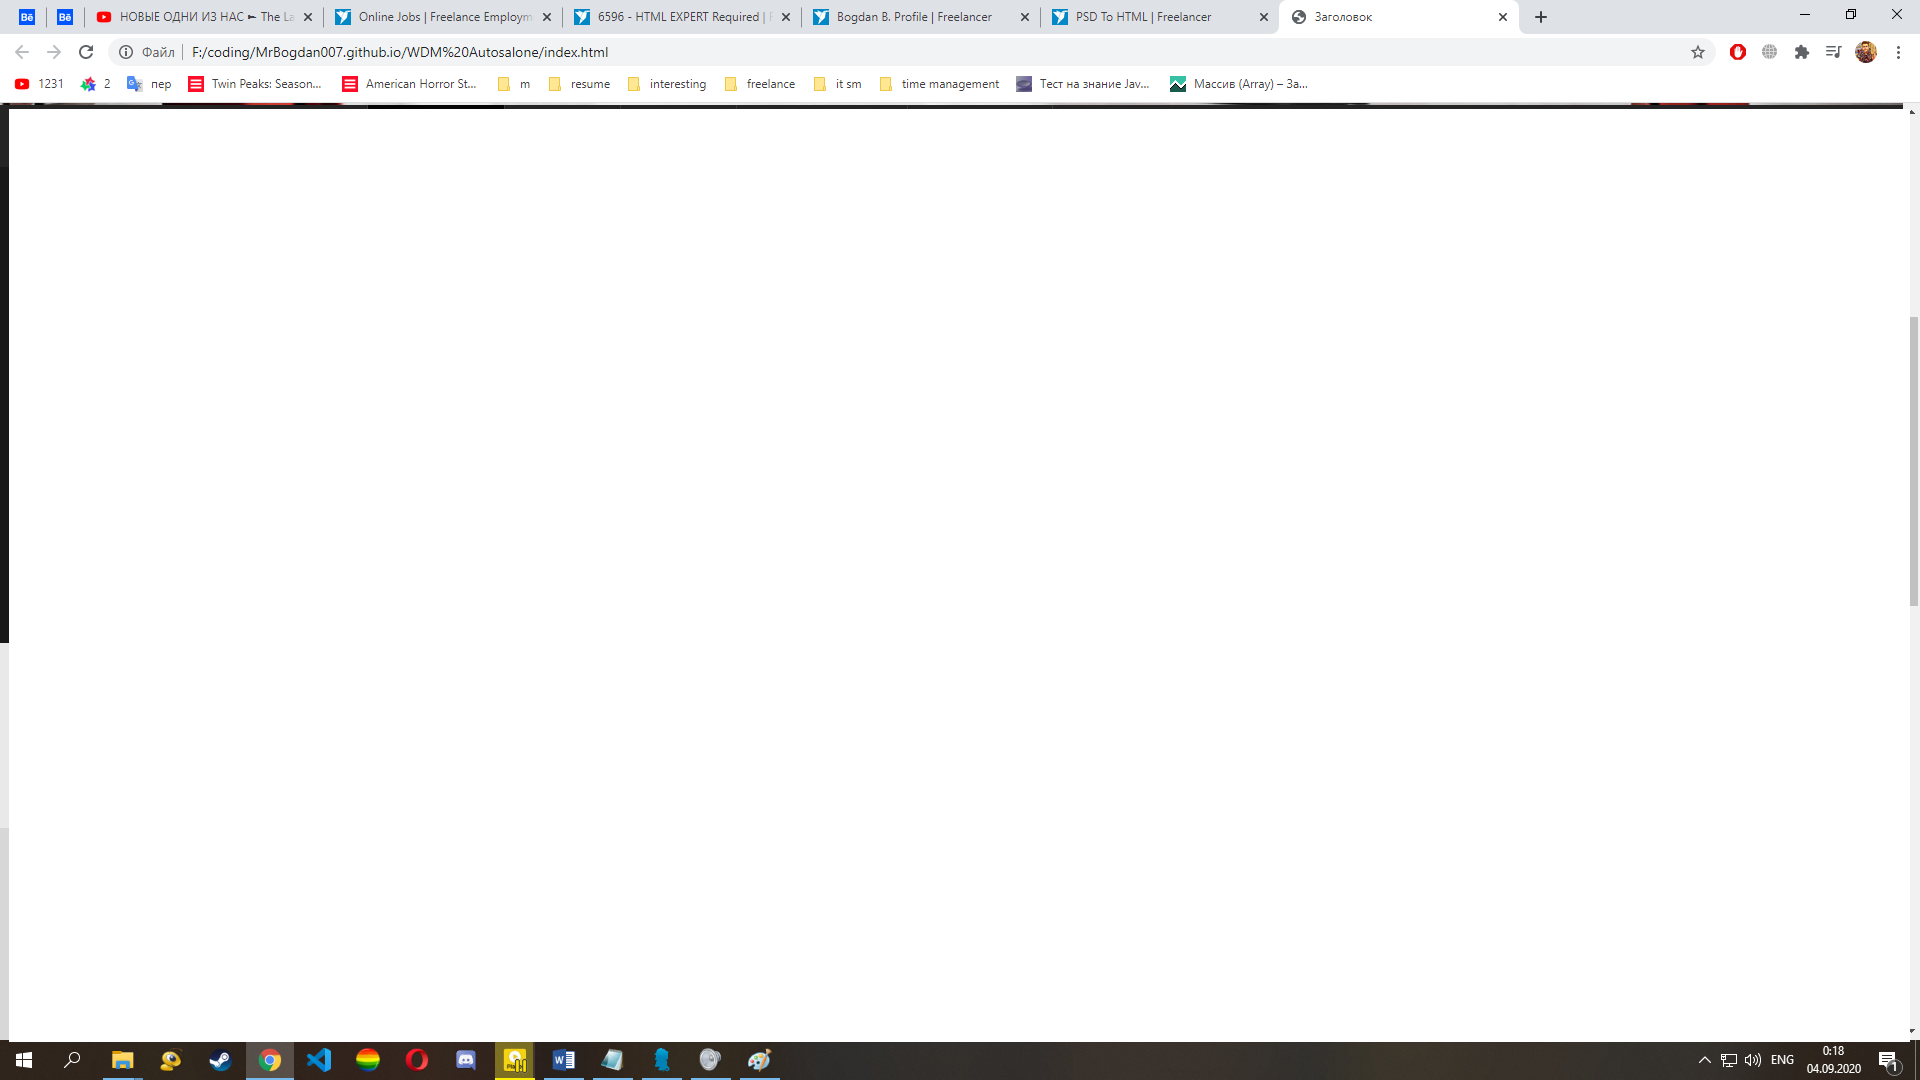 Bē
Bē
НОВЫЕ ОДНИ ИЗ НАС ► The La
Online Jobs | Freelance Employm
6596 - HTML EXPERT Required | F
Bogdan B. Profile | Freelancer
PSD To HTML | Freelancer
Заголовок
Файл
F:/coding/MrBogdan007.github.io/WDM%20Autosalone/index.html
1231
2
пер
Twin Peaks: Season...
American Horror St...
m
resume
interesting
freelance
it sm
time management
Тест на знание Jav...
Массив (Array) – За...
ENG
0:18
04.09.2020
1